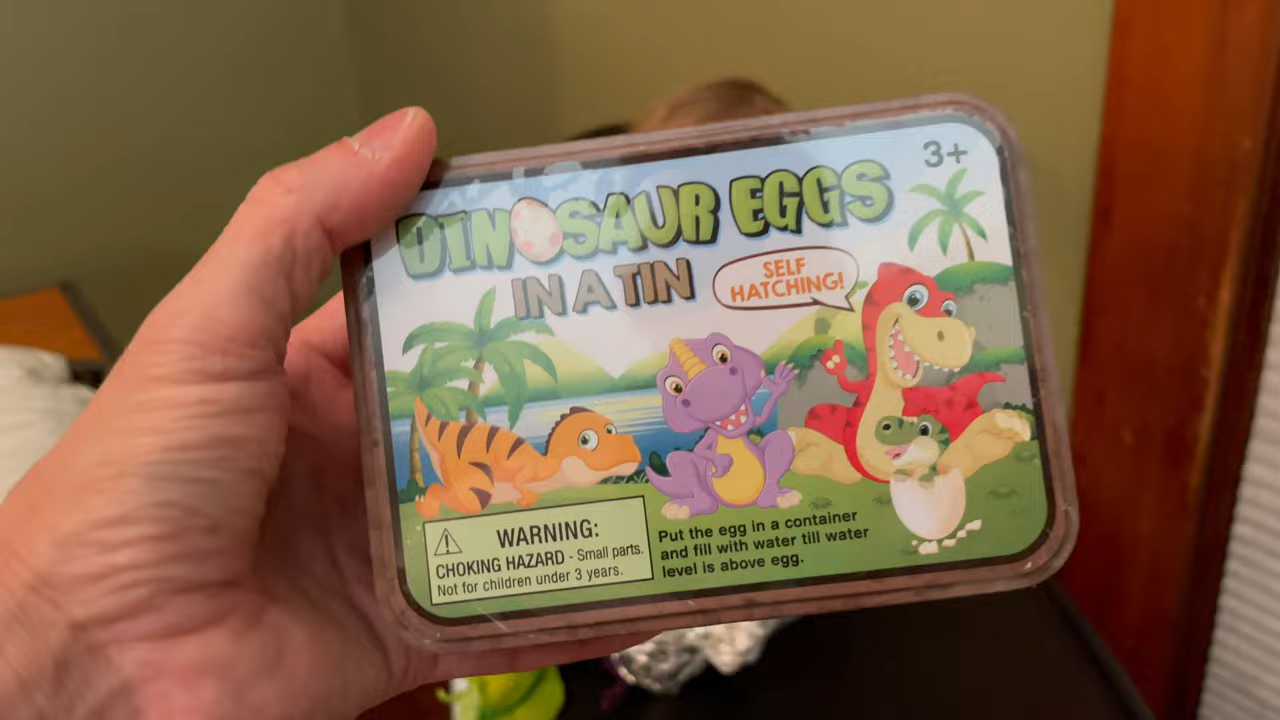 3+
DINOSAUR EGGS
IN A TIN
SELF
HATCHING!
WARNING:
CHOKING HAZARD - Small parts.
Not for children under 3 years.
Put the egg in a container
and fill with water till water
level is above egg.